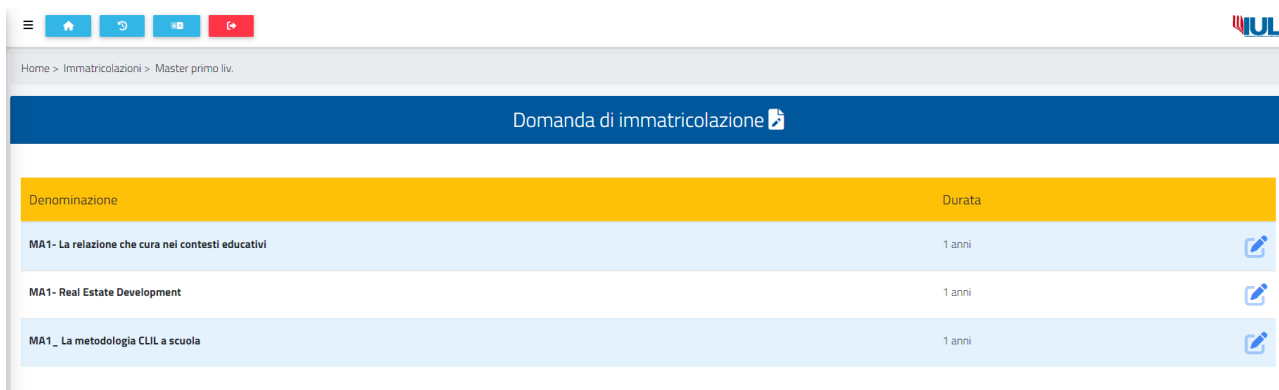 IUL
Home > Immatricolazioni > Master primo liv.
Domanda di immatricolazione
Denominazione Durata
MA1- La relazione che cura nei contesti educativi 1 anni
MA1- Real Estate Development 1 anni
MA1_ La metodologia CLIL a scuola 1 anni